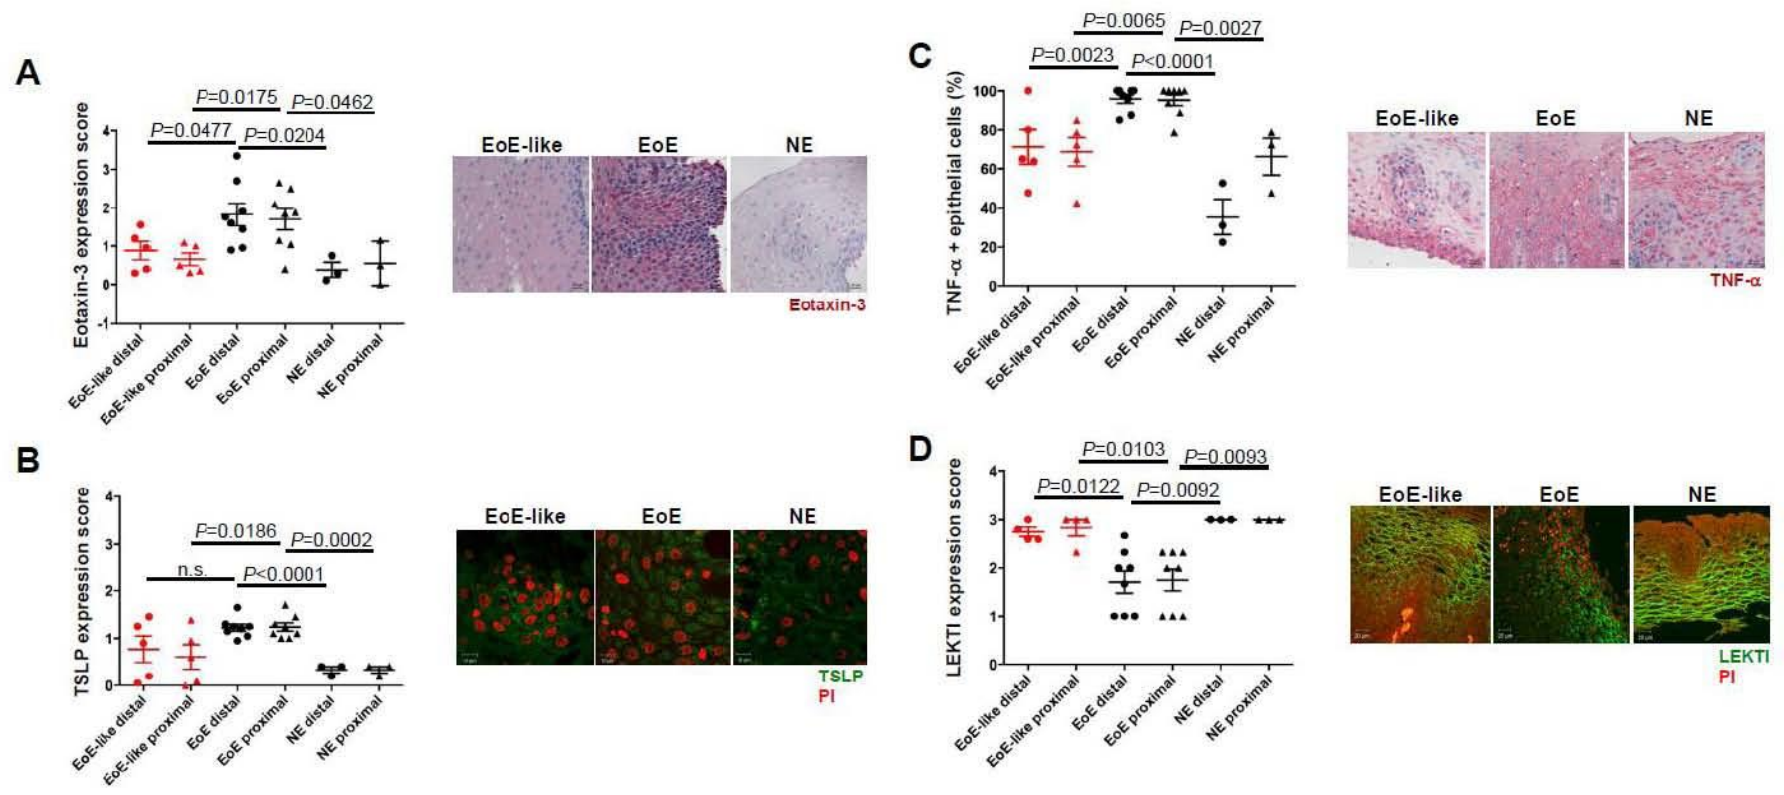 A
P=0.0175
P=0.0462
P=0.0477
P=0.0204
Eotaxin-3 expression score
4
3
2
1
0
-1
EoE-like distal
EoE-like proximal
EoE distal
EoE proximal
NE distal
NE proximal
EoE-like
EoE
NE
Eotaxin-3
C
P=0.0065
P=0.0027
P=0.0023
P<0.0001
TNF-α + epithelial cells (%)
100
80
60
40
20
0
EoE-like distal
EoE-like proximal
EoE distal
EoE proximal
NE distal
NE proximal
EoE-like
EoE
NE
TNF-α
B
P=0.0186
P=0.0002
n.s.
P<0.0001
TSLP expression score
4
3
2
1
0
EoE-like distal
EoE-like proximal
EoE distal
EoE proximal
NE distal
NE proximal
EoE-like
EoE
NE
TSLP
PI
D
P=0.0103
P=0.0093
P=0.0122
P=0.0092
LEKTI expression score
4
3
2
1
0
EoE-like distal
EoE-like proximal
EoE distal
EoE proximal
NE distal
NE proximal
EoE-like
EoE
NE
20 µm
20 µm
20 µm
LEKTI
PI